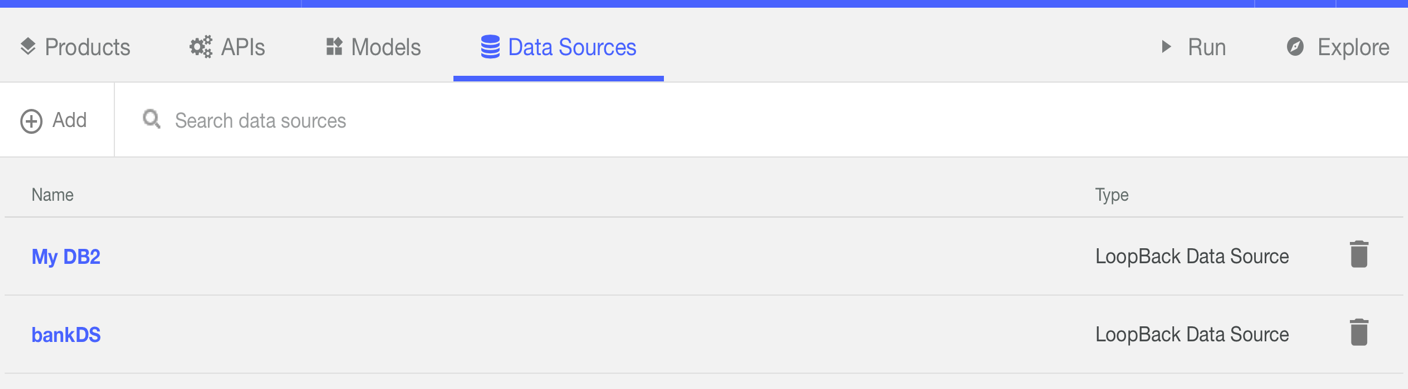 Products APIs Models Data Sources Run Explore
Add Search data sources
Name Type
My DB2 LoopBack Data Source
bankDS LoopBack Data Source